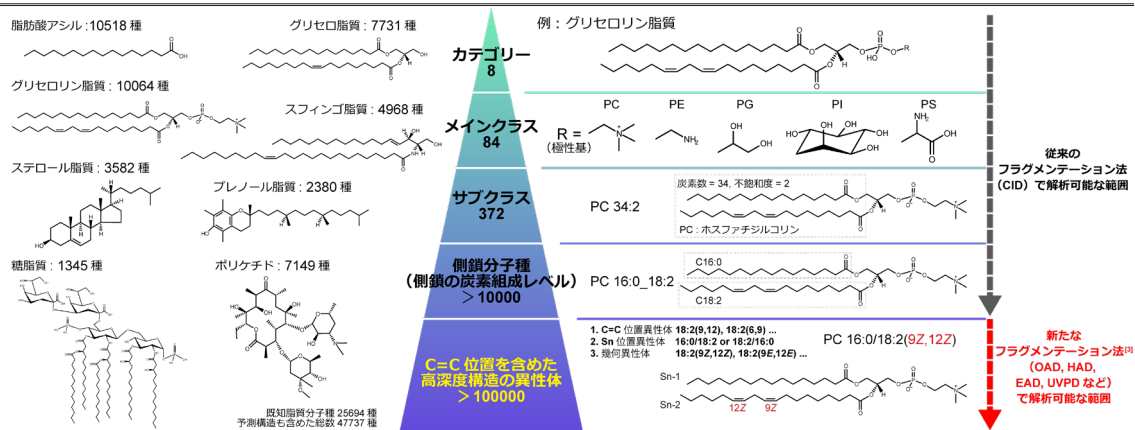 脂肪酸アシル:10518 種
グリセロ脂質 : 7731 種
グリセロリン脂質 : 10064 種
スフィンゴ脂質 : 4968 種
ステロール脂質 : 3582 種
プレノール脂質 : 2380 種
糖脂質 : 1345 種
ポリケチド : 7149 種
既知脂質分子種 25694 種
予測構造も含めた総数 47737 種
カテゴリー
8
メインクラス
84
サブクラス
372
側鎖分子種
(側鎖の炭素組成レベル)
> 10000
C=C 位置を含めた
高深度構造の異性体
> 100000
例 : グリセロリン脂質
PC PE PG PI PS
R =
(極性基)
PC 34:2
炭素数 = 34, 不飽和度 = 2
PC : ホスファチジルコリン
PC 16:0_18:2
C16:0
C18:2
1. C=C 位置異性体 18:2(9,12), 18:2(6,9) ...
2. Sn 位置異性体 16:0/18:2 or 18:2/16:0
3. 幾何異性体 18:2(9Z,12Z), 18:2(9E,12E) ...
PC 16:0/18:2(9Z,12Z)
Sn-1
Sn-2
12Z 9Z
従来の
フラグメンテーション法
(CID)で解析可能な範囲
新たな
フラグメンテーション法[3]
(OAD, HAD,
EAD, UVPD など)
で解析可能な範囲